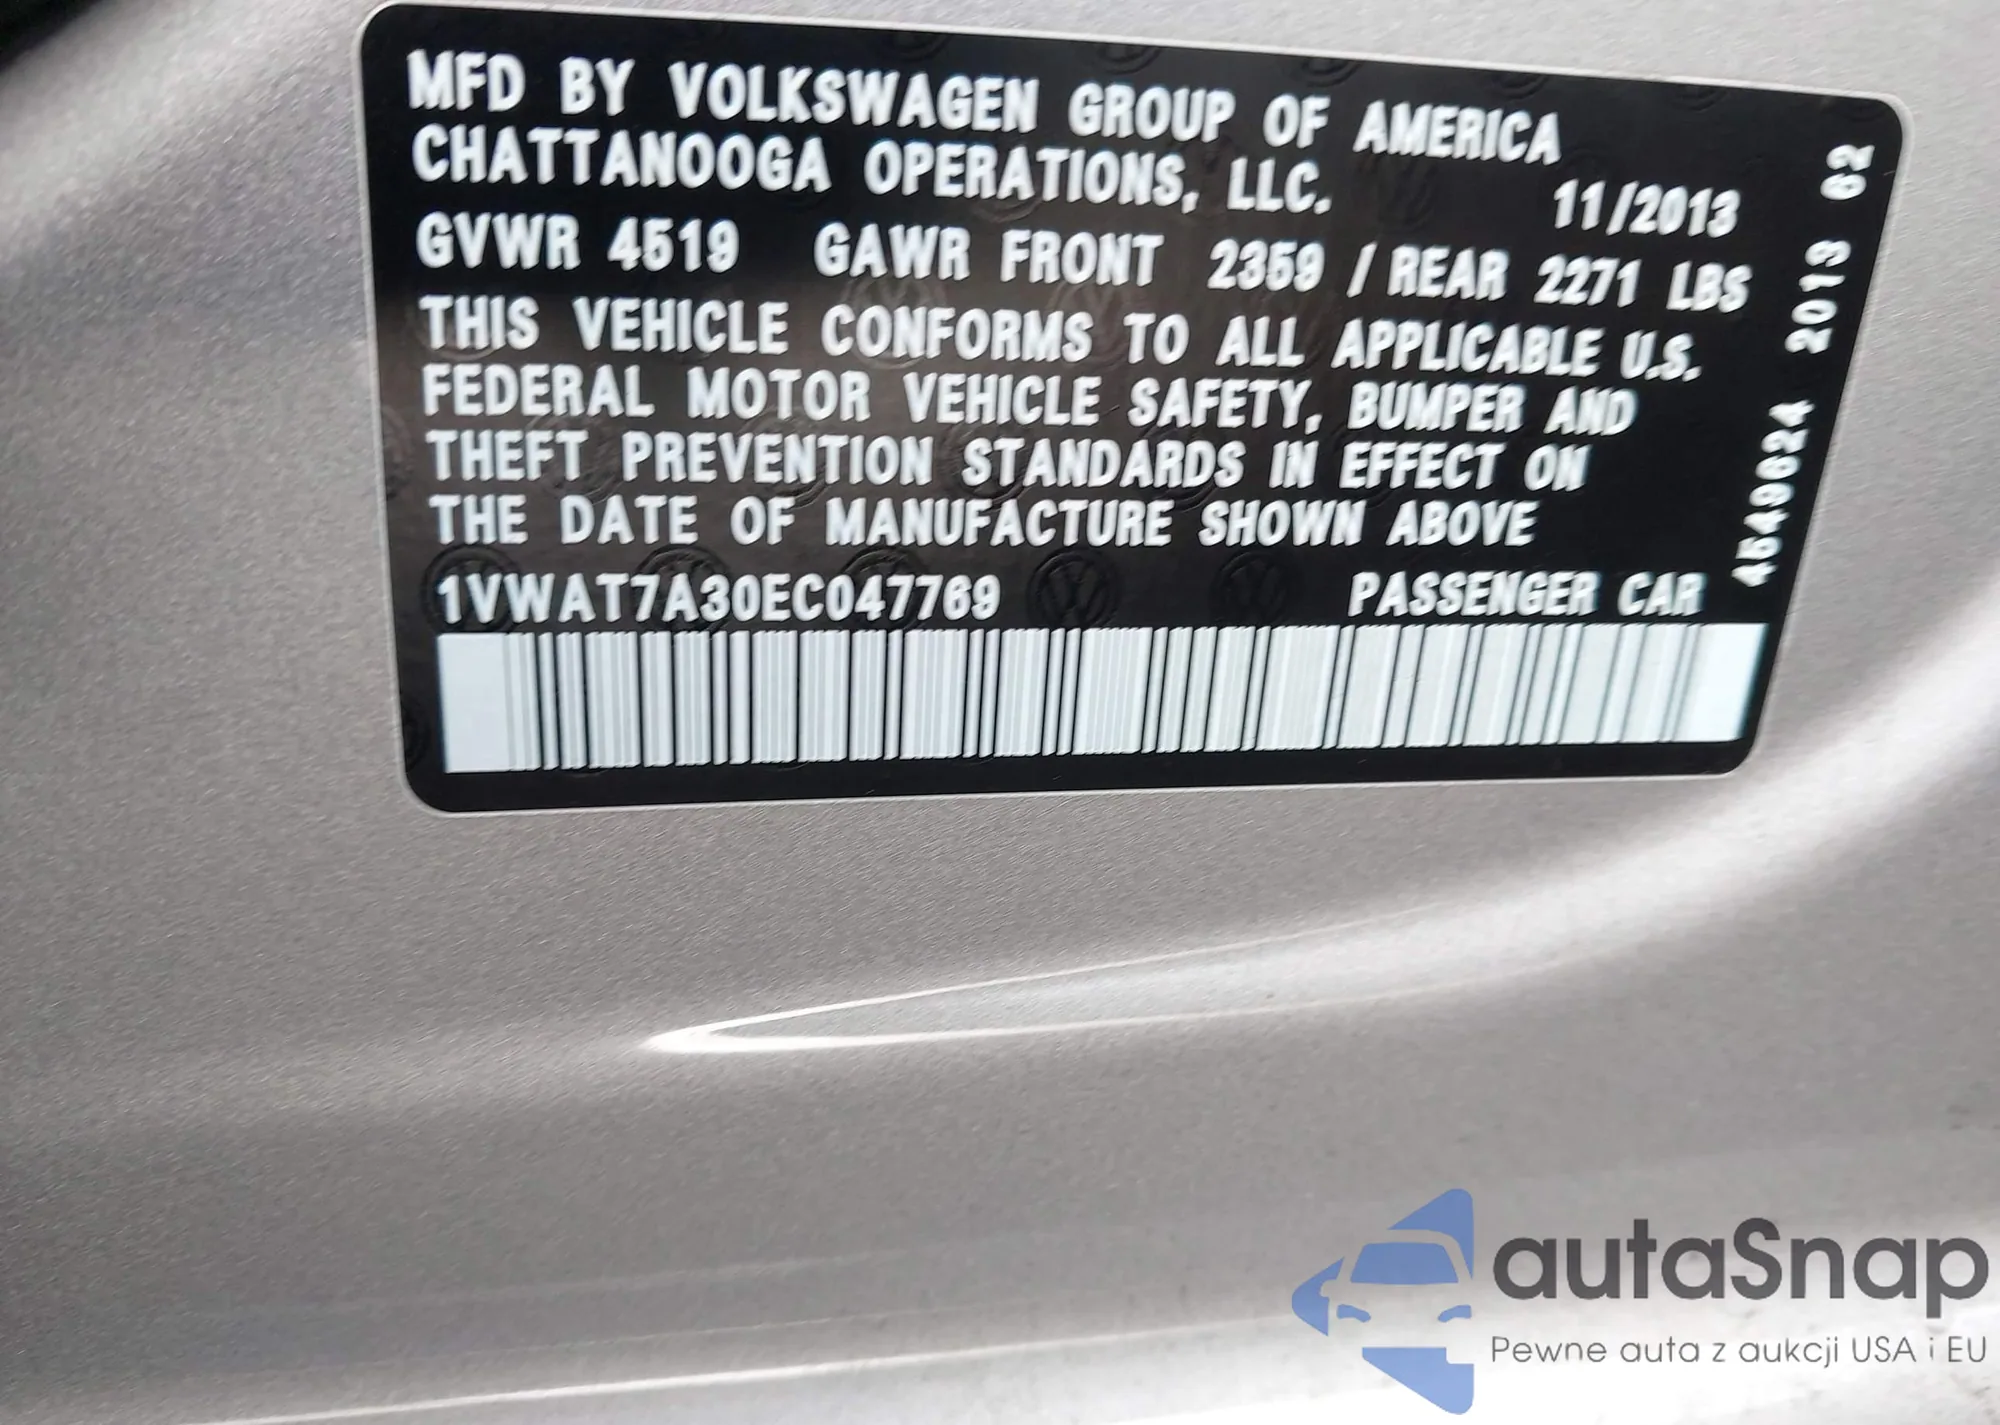 MFD BY VOLKSWAGEN GROUP OF AMERICA
CHATTANOOGA OPERATIONS, LLC.
11/2013
GVWR 4519 GAWR FRONT 2359 / REAR 2271 LBS
THIS VEHICLE CONFORMS TO ALL APPLICABLE U.S.
FEDERAL MOTOR VEHICLE SAFETY, BUMPER AND
THEFT PREVENTION STANDARDS IN EFFECT ON
THE DATE OF MANUFACTURE SHOWN ABOVE
1VWAT7A30EC047769 PASSENGER CAR
2013
autaSnap
Pewne auta z aukcji USA i EU